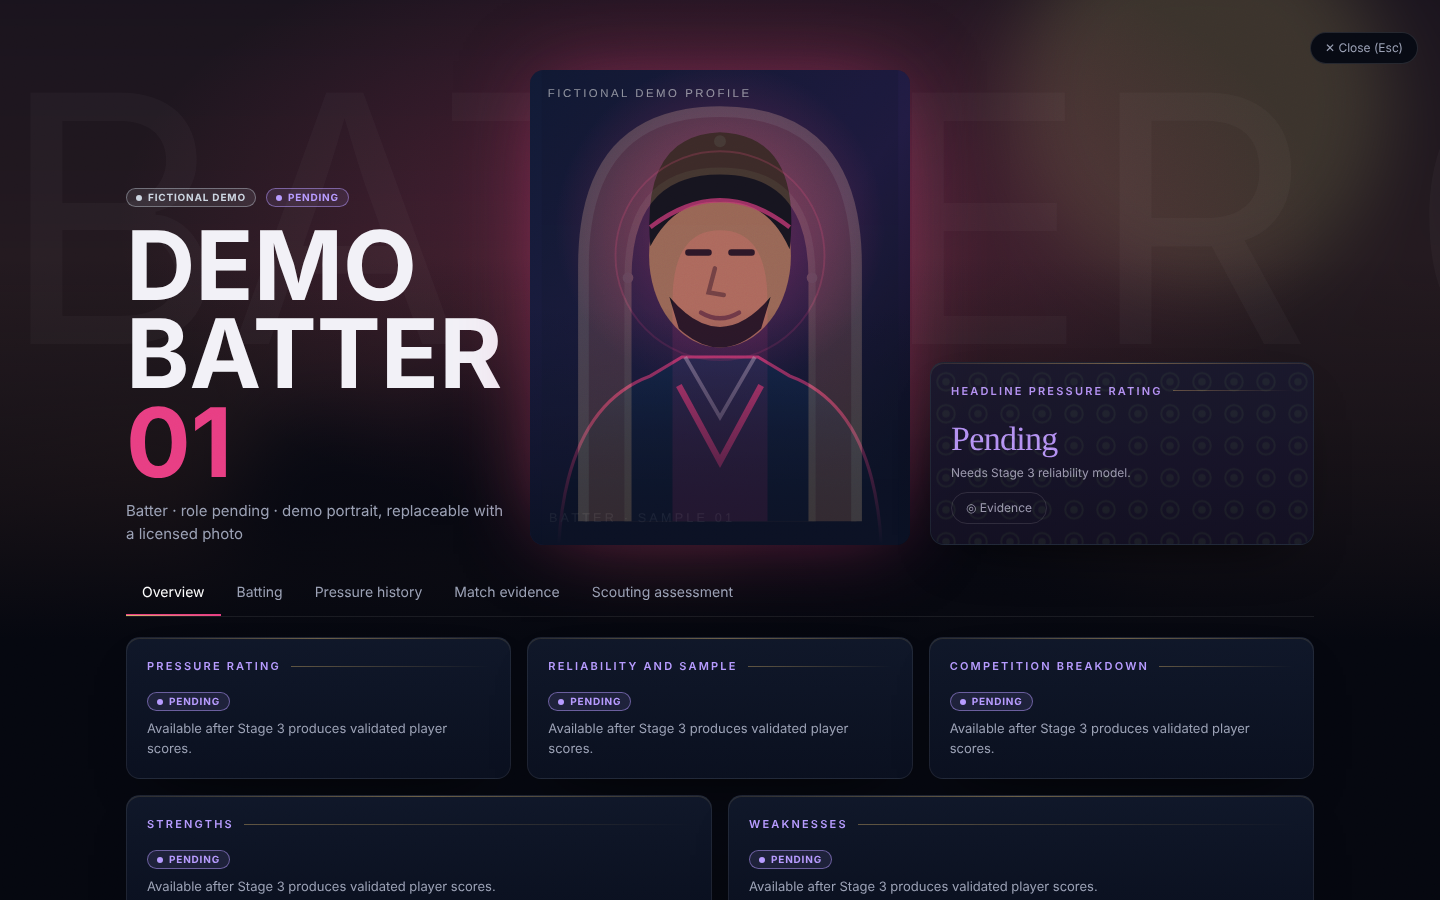 BATTER
✕ Close (Esc)
FICTIONAL DEMO PROFILE
FICTIONAL DEMO
PENDING
DEMO
BATTER
01
Batter · role pending · demo portrait, replaceable with
a licensed photo
BATTER SAMPLE 01
HEADLINE PRESSURE RATING
Pending
Needs Stage 3 reliability model.
◎ Evidence
Overview
Batting
Pressure history
Match evidence
Scouting assessment
PRESSURE RATING
PENDING
Available after Stage 3 produces validated player
scores.
RELIABILITY AND SAMPLE
PENDING
Available after Stage 3 produces validated player
scores.
COMPETITION BREAKDOWN
PENDING
Available after Stage 3 produces validated player
scores.
STRENGTHS
PENDING
Available after Stage 3 produces validated player scores.
WEAKNESSES
PENDING
Available after Stage 3 produces validated player scores.